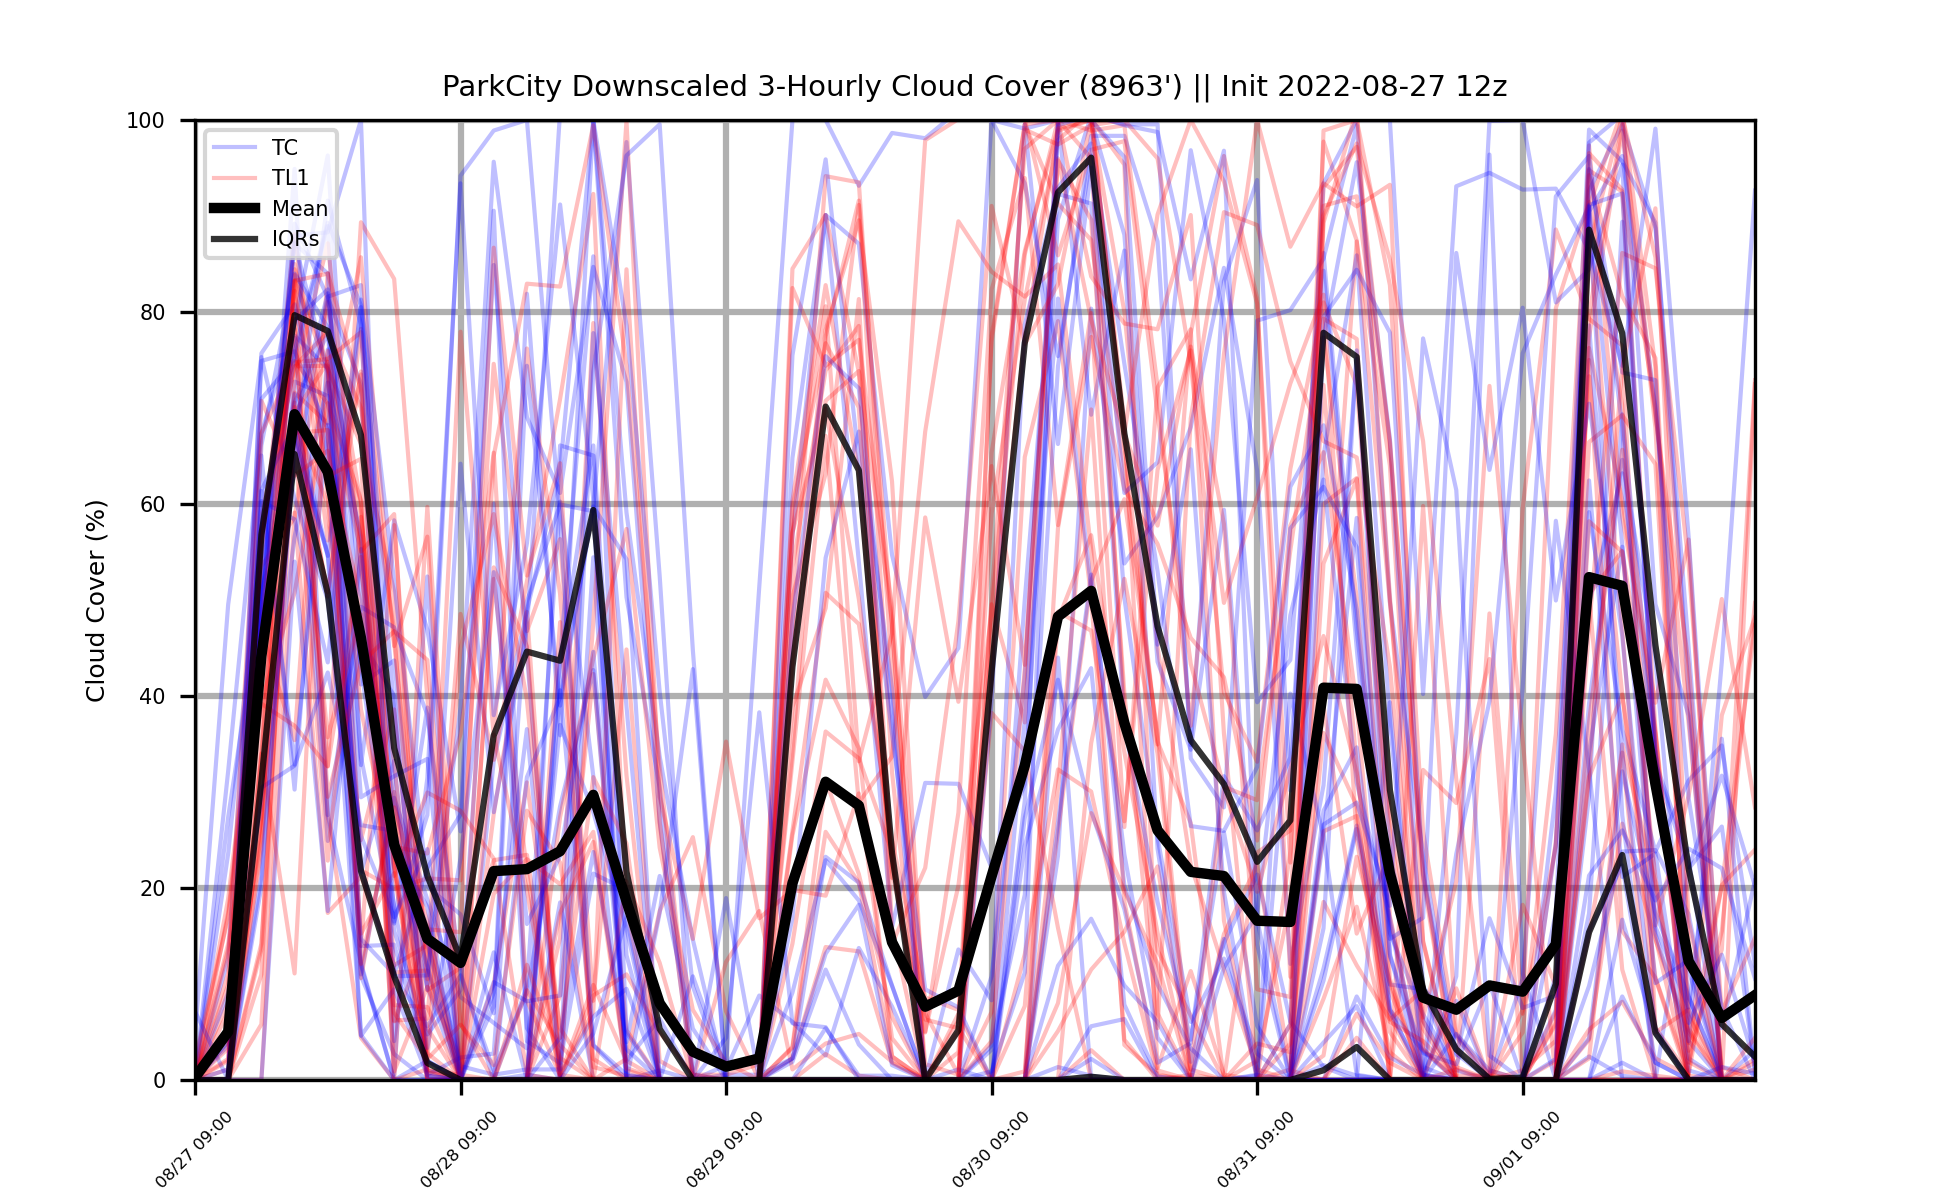 ParkCity Downscaled 3-Hourly Cloud Cover (8963') || Init 2022-08-27 12z
Cloud Cover (%)
100
80
60
40
20
0
TC
TL1
Mean
IQRs
08/27 09:00
08/28 09:00
08/29 09:00
08/30 09:00
08/31 09:00
09/01 09:00